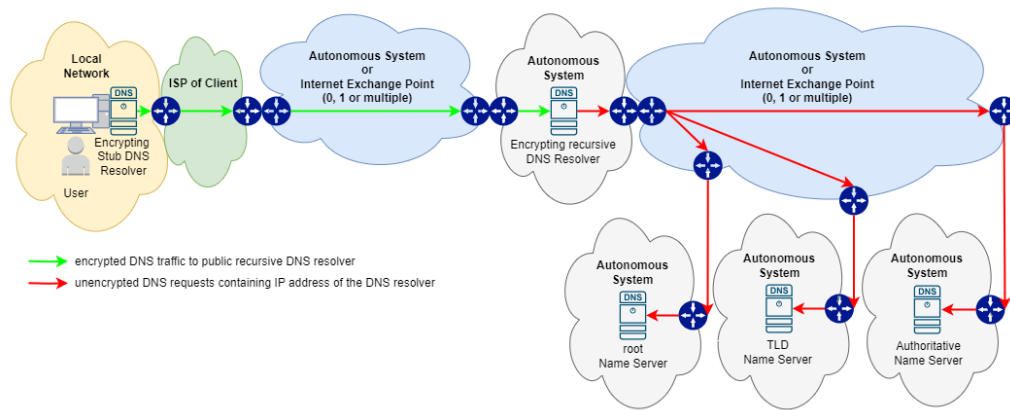 Local
Network
DNS
Encrypting
Stub DNS
Resolver
User
ISP of Client
Autonomous System
or
Internet Exchange Point
(0, 1 or multiple)
Autonomous
System
DNS
Encrypting recursive
DNS Resolver
Autonomous System
or
Internet Exchange Point
(0, 1 or multiple)
encrypted DNS traffic to public recursive DNS resolver
unencrypted DNS requests containing IP address of the DNS resolver
Autonomous
System
DNS
root
Name Server
Autonomous
System
DNS
TLD
Name Server
Autonomous
System
DNS
Authoritative
Name Server